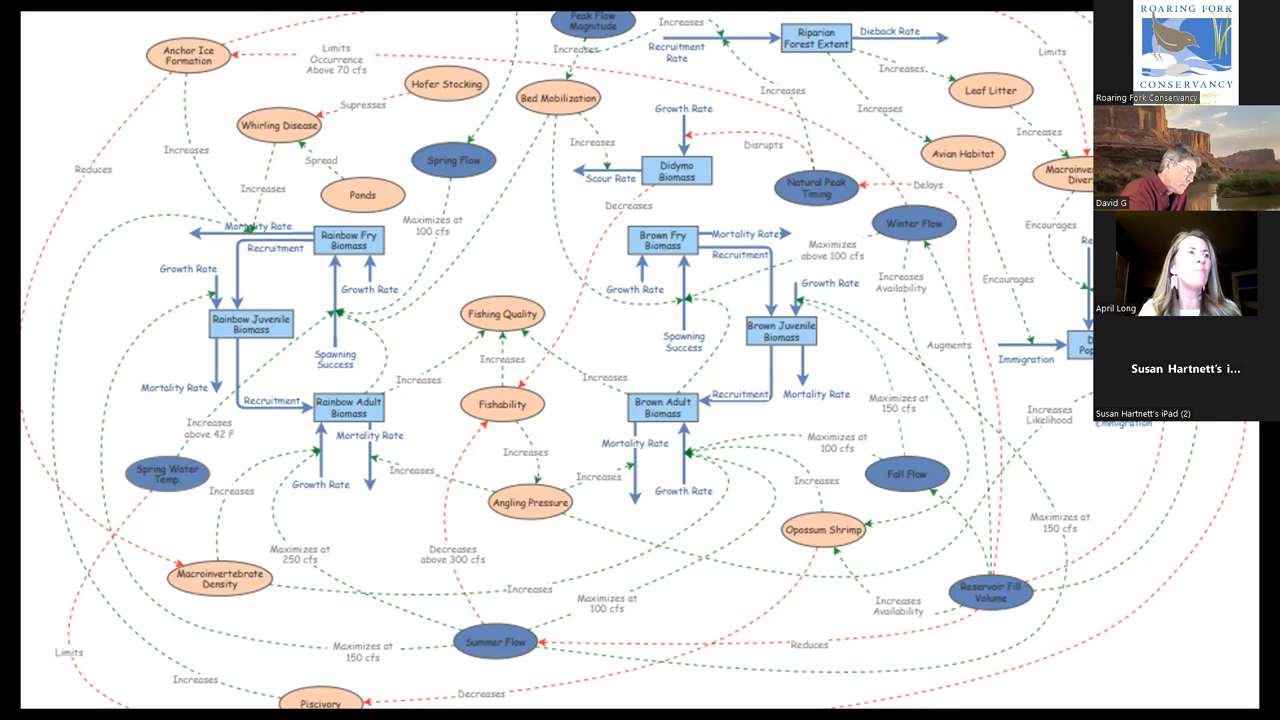 Peak Flow
Magnitude
Increases
Riparian
Forest Extent
Dieback Rate
Recruitment
Rate
Increases
Anchor Ice
Formation
Limits
Occurrence
Above 70 cfs
Limits
Increases
Hofer Stocking
Bed Mobilization
Increases
Leaf Litter
Supresses
Growth Rate
Increases
Whirling Disease
Increases
Increases
Increases
Disrupts
Avian Habitat
Spring Flow
Spread
Reduces
Didymo
Biomass
Scour Rate
Macroinver
Diver
Natural Peak
Timing
Delays
Increases
Ponds
Decreases
Winter Flow
Maximizes at
100 cfs
Encourages
Mortality Rate
Rainbow Fry
Biomass
Recruitment
Brown Fry
Biomass
Mortality Rate
Recruitment
Maximizes
above 100 cfs
Re
Growth Rate
Growth Rate
Growth Rate
Growth Rate
Increases
Availability
Encourages
Rainbow Juvenile
Biomass
Fishing Quality
Brown Juvenile
Biomass
Spawning
Success
Spawning
Success
Augments
D
Pop
Immigration
Increases
Mortality Rate
Increases
Increases
Mortality Rate
Recruitment
Rainbow Adult
Biomass
Fishability
Brown Adult
Biomass
Recruitment
Maximizes at
150 cfs
Increases
Likelihood
Emmigration
Increases
above 42 F
Mortality Rate
Mortality Rate
Maximizes at
100 cfs
Spring Water
Temp.
Increases
Increases
Increases
Increases
Fall Flow
Increases
Growth Rate
Angling Pressure
Growth Rate
Opossum Shrimp
Maximizes at
150 cfs
Maximizes at
250 cfs
Decreases
above 300 cfs
Macroinvertebrate
Density
Increases
Maximizes at
100 cfs
Increases
Availability
Reservoir Fill
Volume
Summer Flow
Reduces
Limits
Maximizes at
150 cfs
Increases
Decreases
Piscivory
ROARING FORK
CONSERVANCY
Roaring Fork Conservancy
David G
April Long
Susan Hartnett's i...
Susan Hartnett's iPad (2)